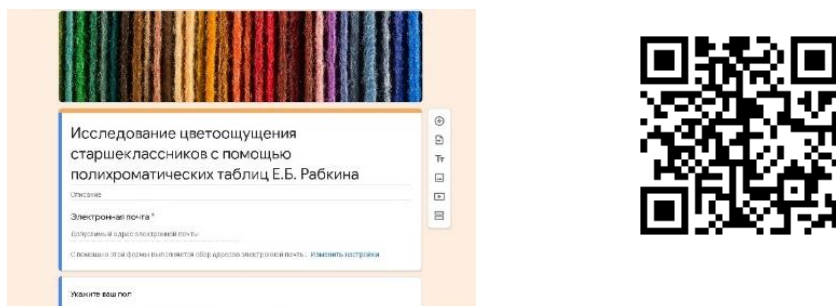 Исследование цветоощущения
старшеклассников с помощью
полихроматических таблиц Е.Б. Рабкина
Описание
Электронная почта *
Допустимый адрес электронной почты
С помощью этой формы выполняется сбор адресов электронной почты. Изменить настройки
Укажите ваш пол
Тт